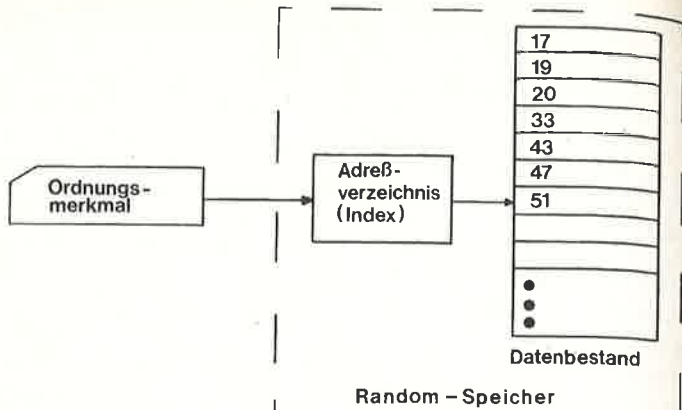 Ordnungs-
merkmal
Adreß-
verzeichnis
(Index)
17
19
20
33
43
47
51
Datenbestand
Random – Speicher